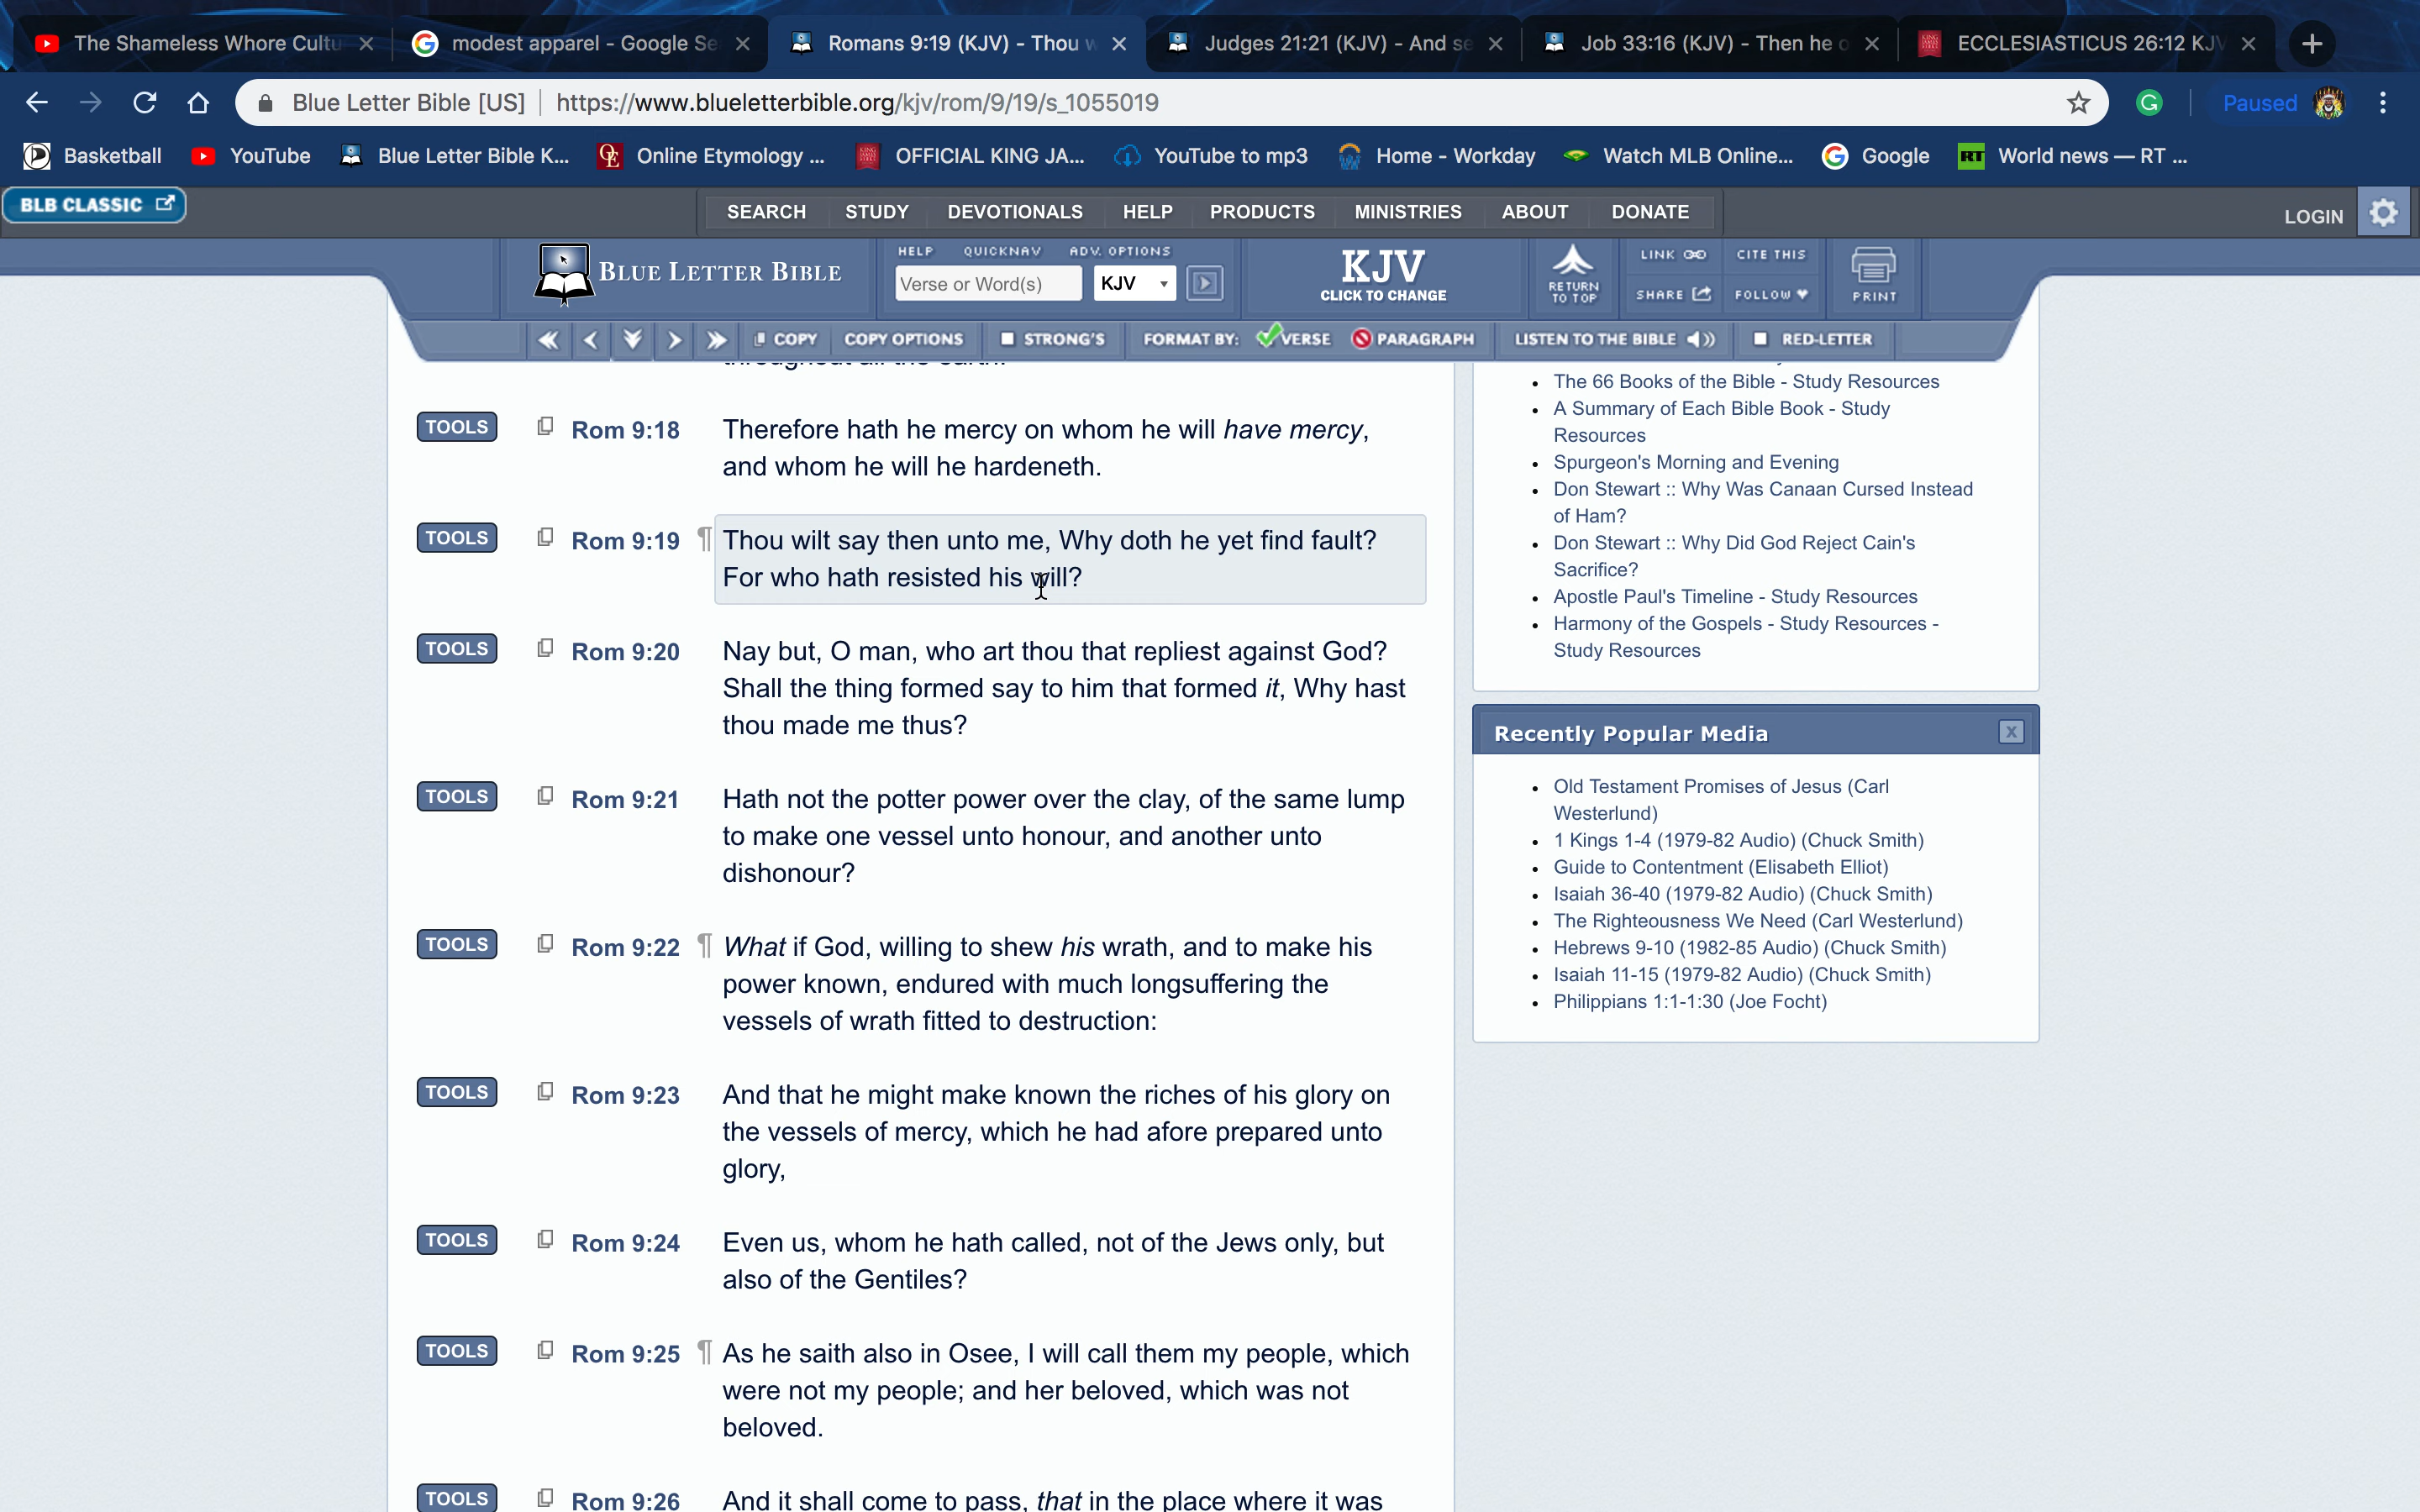 The Shameless Whore Cultu
modest apparel - Google Se
Romans 9:19 (KJV) - Thou w
Judges 21:21 (KJV) - And se
Job 33:16 (KJV) - Then he o
ECCLESIASTICUS 26:12 KJV
Blue Letter Bible [US] https://www.blueletterbible.org/kjv/rom/9/19/s_1055019
Paused
Basketball YouTube Blue Letter Bible K... Online Etymology ... OFFICIAL KING JA... YouTube to mp3 Home - Workday Watch MLB Online... Google World news — RT ...
BLB CLASSIC
SEARCH STUDY DEVOTIONALS HELP PRODUCTS MINISTRIES ABOUT DONATE
LOGIN
BLUE LETTER BIBLE
HELP QUICKNAV ADV. OPTIONS
Verse or Word(s) KJV
KJV
CLICK TO CHANGE
RETURN
TO TOP
LINK CITE THIS
SHARE FOLLOW
PRINT
COPY COPY OPTIONS STRONG'S FORMAT BY: VERSE PARAGRAPH LISTEN TO THE BIBLE RED-LETTER
throughout all the earth.
TOOLS Rom 9:18 Therefore hath he mercy on whom he will have mercy,
and whom he will he hardeneth.
TOOLS Rom 9:19 ¶ Thou wilt say then unto me, Why doth he yet find fault?
For who hath resisted his will?
TOOLS Rom 9:20 Nay but, O man, who art thou that repliest against God?
Shall the thing formed say to him that formed it, Why hast
thou made me thus?
TOOLS Rom 9:21 Hath not the potter power over the clay, of the same lump
to make one vessel unto honour, and another unto
dishonour?
TOOLS Rom 9:22 ¶ What if God, willing to shew his wrath, and to make his
power known, endured with much longsuffering the
vessels of wrath fitted to destruction:
TOOLS Rom 9:23 And that he might make known the riches of his glory on
the vessels of mercy, which he had afore prepared unto
glory,
TOOLS Rom 9:24 Even us, whom he hath called, not of the Jews only, but
also of the Gentiles?
TOOLS Rom 9:25 ¶ As he saith also in Osee, I will call them my people, which
were not my people; and her beloved, which was not
beloved.
TOOLS Rom 9:26 And it shall come to pass, that in the place where it was
The 66 Books of the Bible - Study Resources
A Summary of Each Bible Book - Study
Resources
Spurgeon's Morning and Evening
Don Stewart :: Why Was Canaan Cursed Instead
of Ham?
Don Stewart :: Why Did God Reject Cain's
Sacrifice?
Apostle Paul's Timeline - Study Resources
Harmony of the Gospels - Study Resources -
Study Resources
Recently Popular Media X
Old Testament Promises of Jesus (Carl
Westerlund)
1 Kings 1-4 (1979-82 Audio) (Chuck Smith)
Guide to Contentment (Elisabeth Elliot)
Isaiah 36-40 (1979-82 Audio) (Chuck Smith)
The Righteousness We Need (Carl Westerlund)
Hebrews 9-10 (1982-85 Audio) (Chuck Smith)
Isaiah 11-15 (1979-82 Audio) (Chuck Smith)
Philippians 1:1-1:30 (Joe Focht)